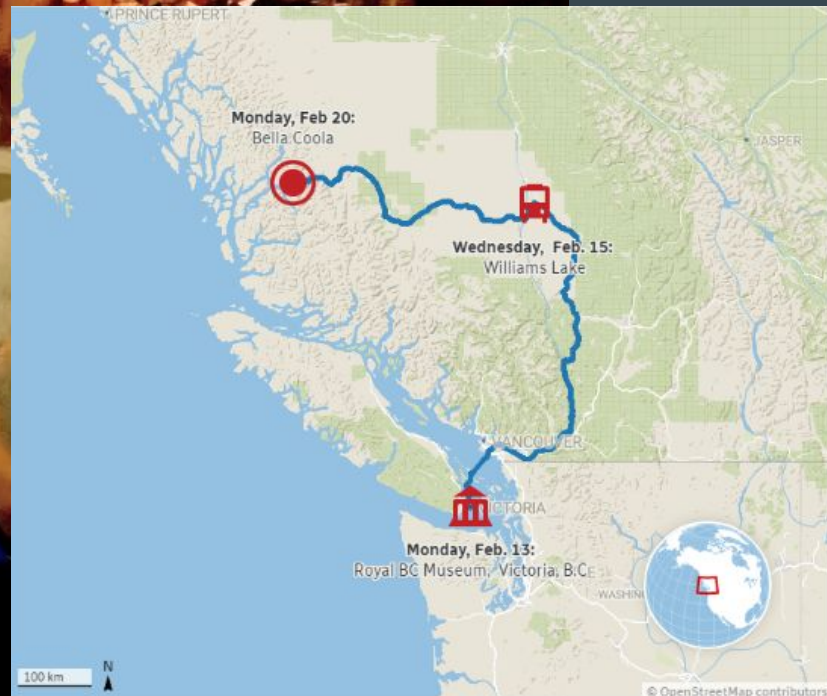 PRINCE RUPERT
Monday, Feb 20:
Bella Coola
JASPER
Wednesday, Feb. 15:
Williams Lake
VANCOUVER
VICTORIA
Monday, Feb. 13:
Royal BC Museum, Victoria, B.C
100 km
N
© OpenStreetMap contributors